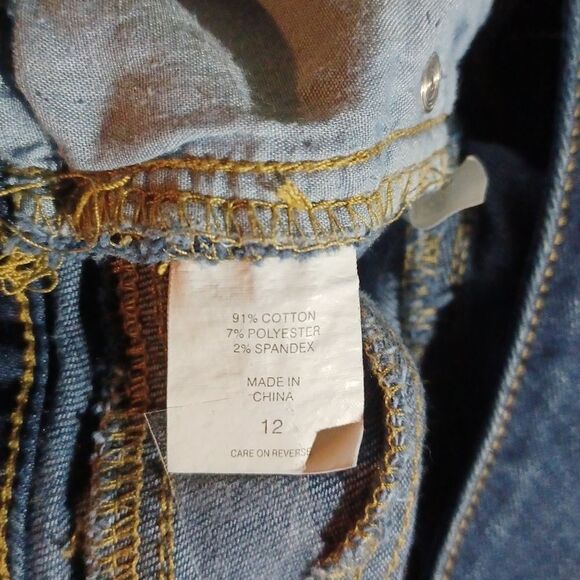 91% COTTON
7% POLYESTER
2% SPANDEX
MADE IN
CHINA
12
CARE ON REVERSE